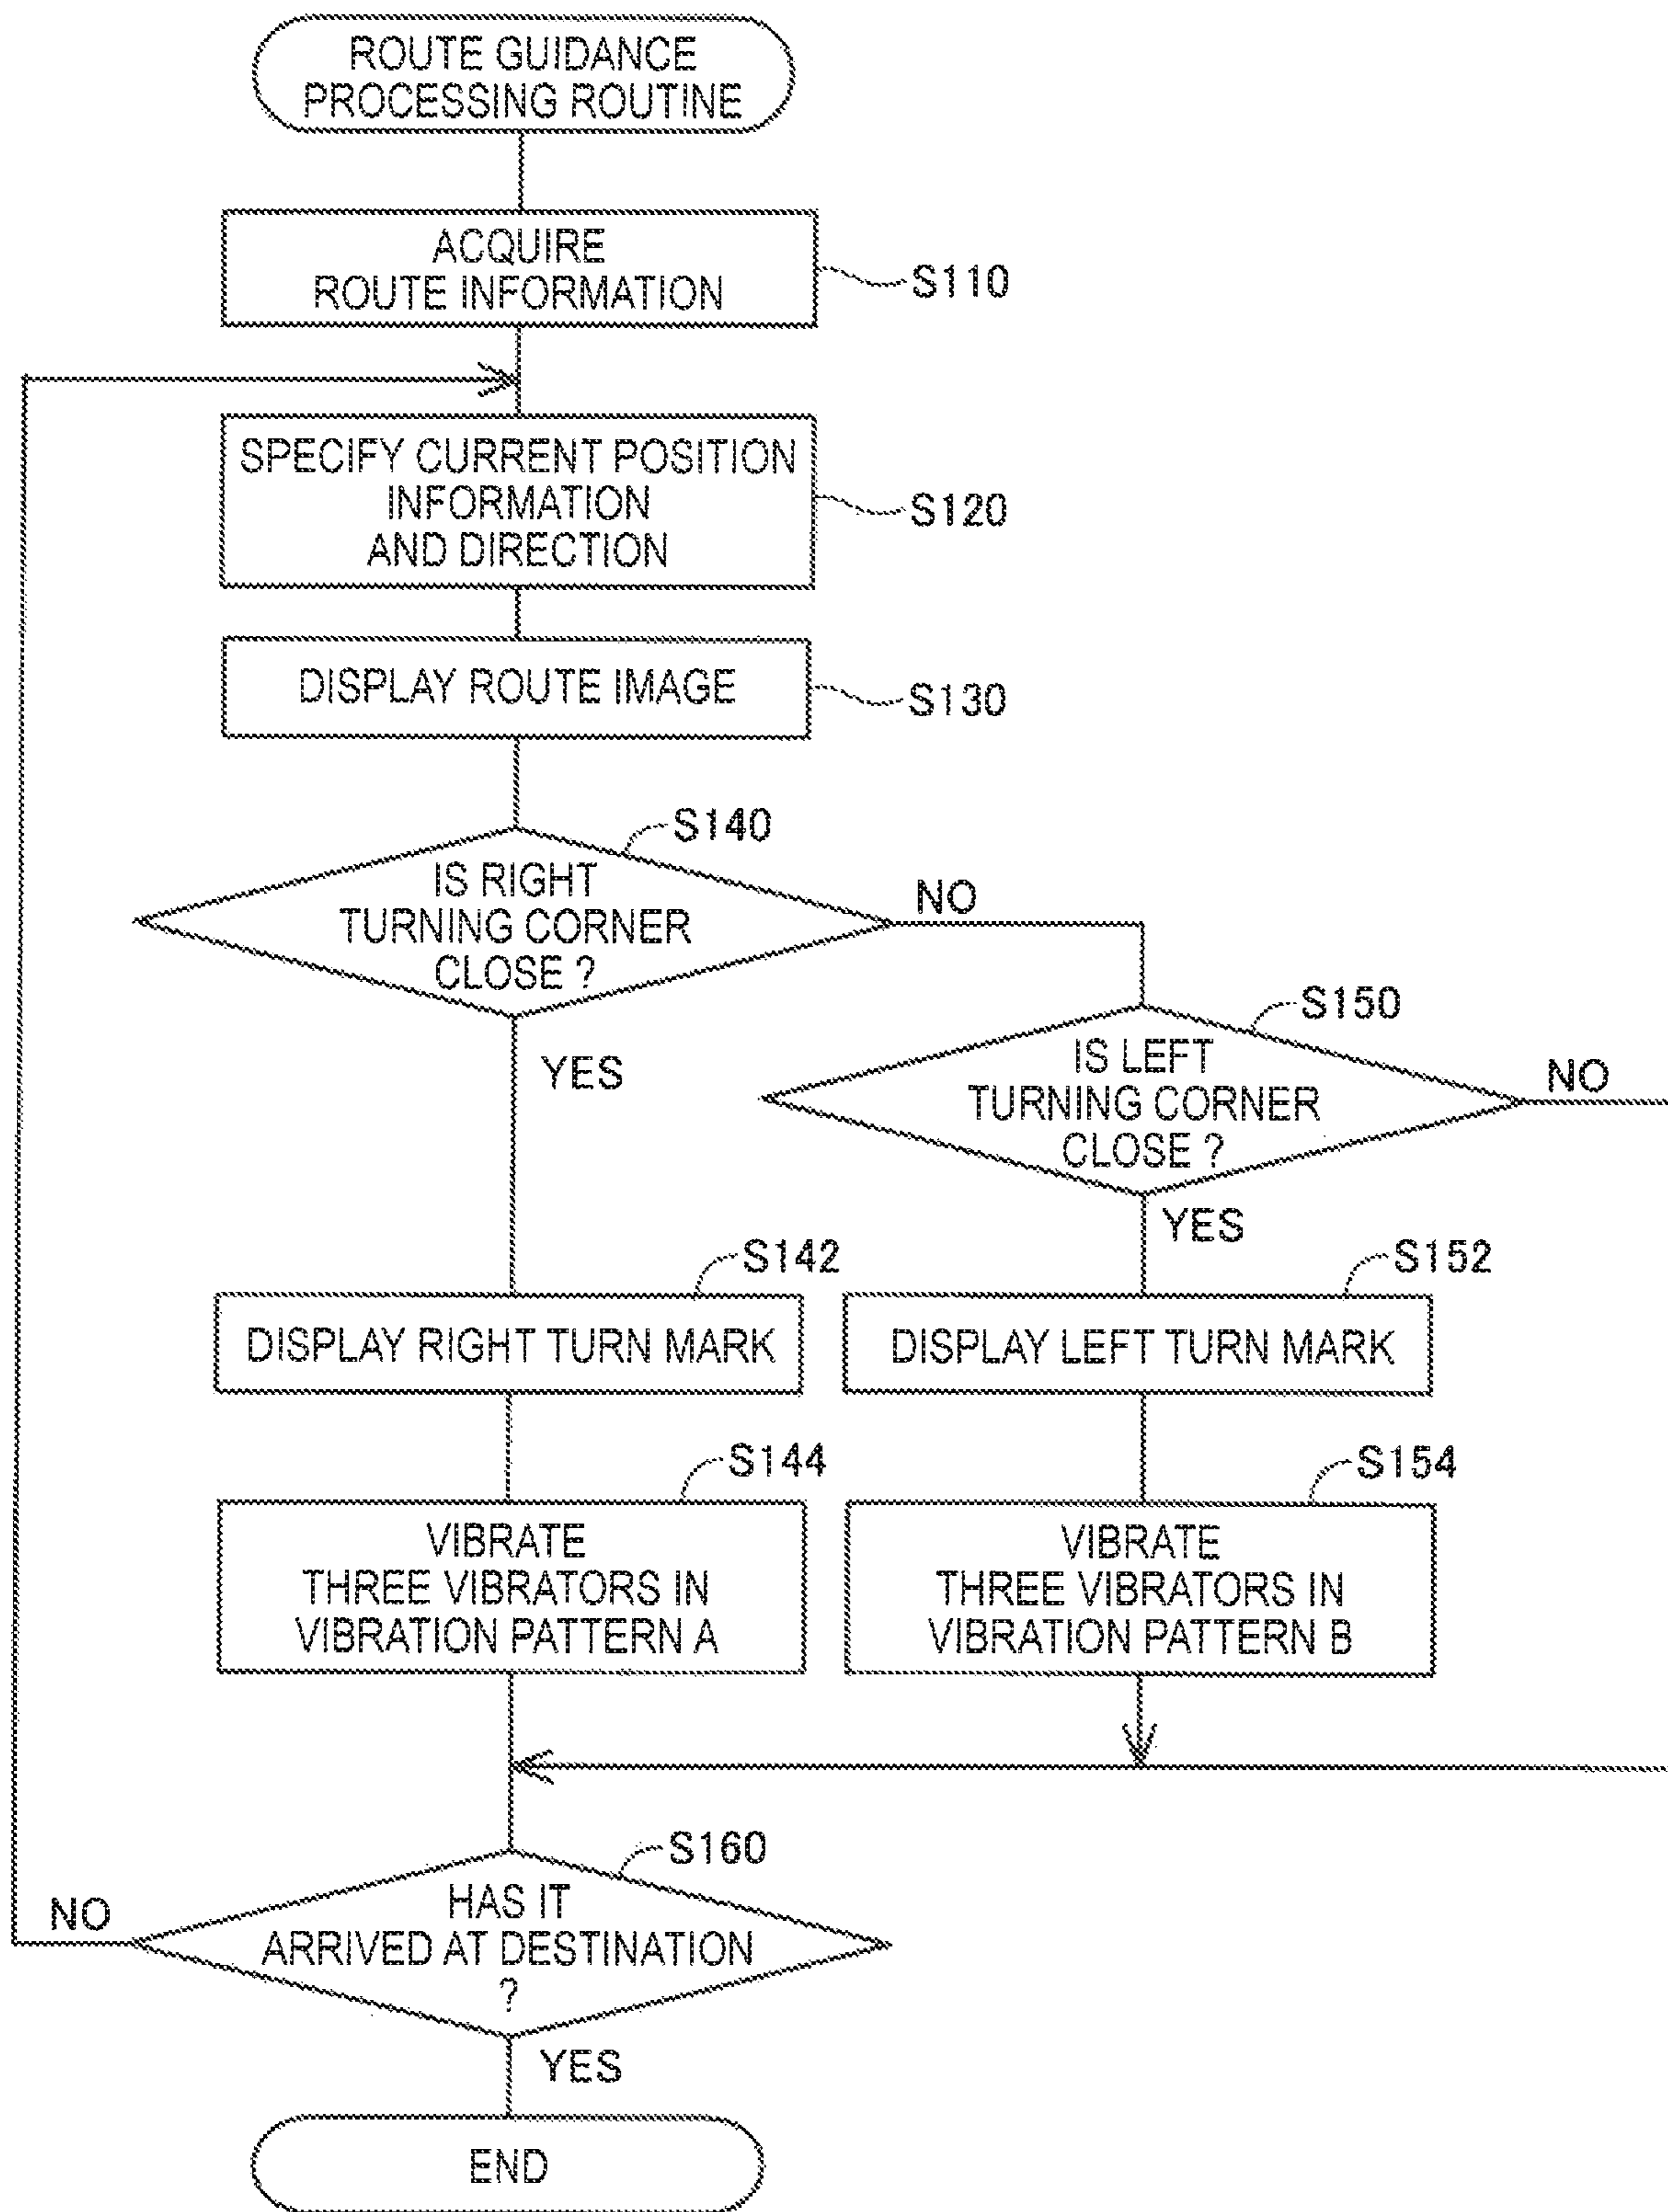 ROUTE GUIDANCE
PROCESSING ROUTINE
ACQUIRE
ROUTE INFORMATION
S110
SPECIFY CURRENT POSITION
INFORMATION
AND DIRECTION
S120
DISPLAY ROUTE IMAGE
S130
S140
IS RIGHT
TURNING CORNER
CLOSE ?
NO
YES
S150
IS LEFT
TURNING CORNER
CLOSE ?
NO
YES
S142
DISPLAY RIGHT TURN MARK
S152
DISPLAY LEFT TURN MARK
S144
VIBRATE
THREE VIBRATORS IN
VIBRATION PATTERN A
S154
VIBRATE
THREE VIBRATORS IN
VIBRATION PATTERN B
S160
HAS IT
ARRIVED AT DESTINATION
?
NO
YES
END